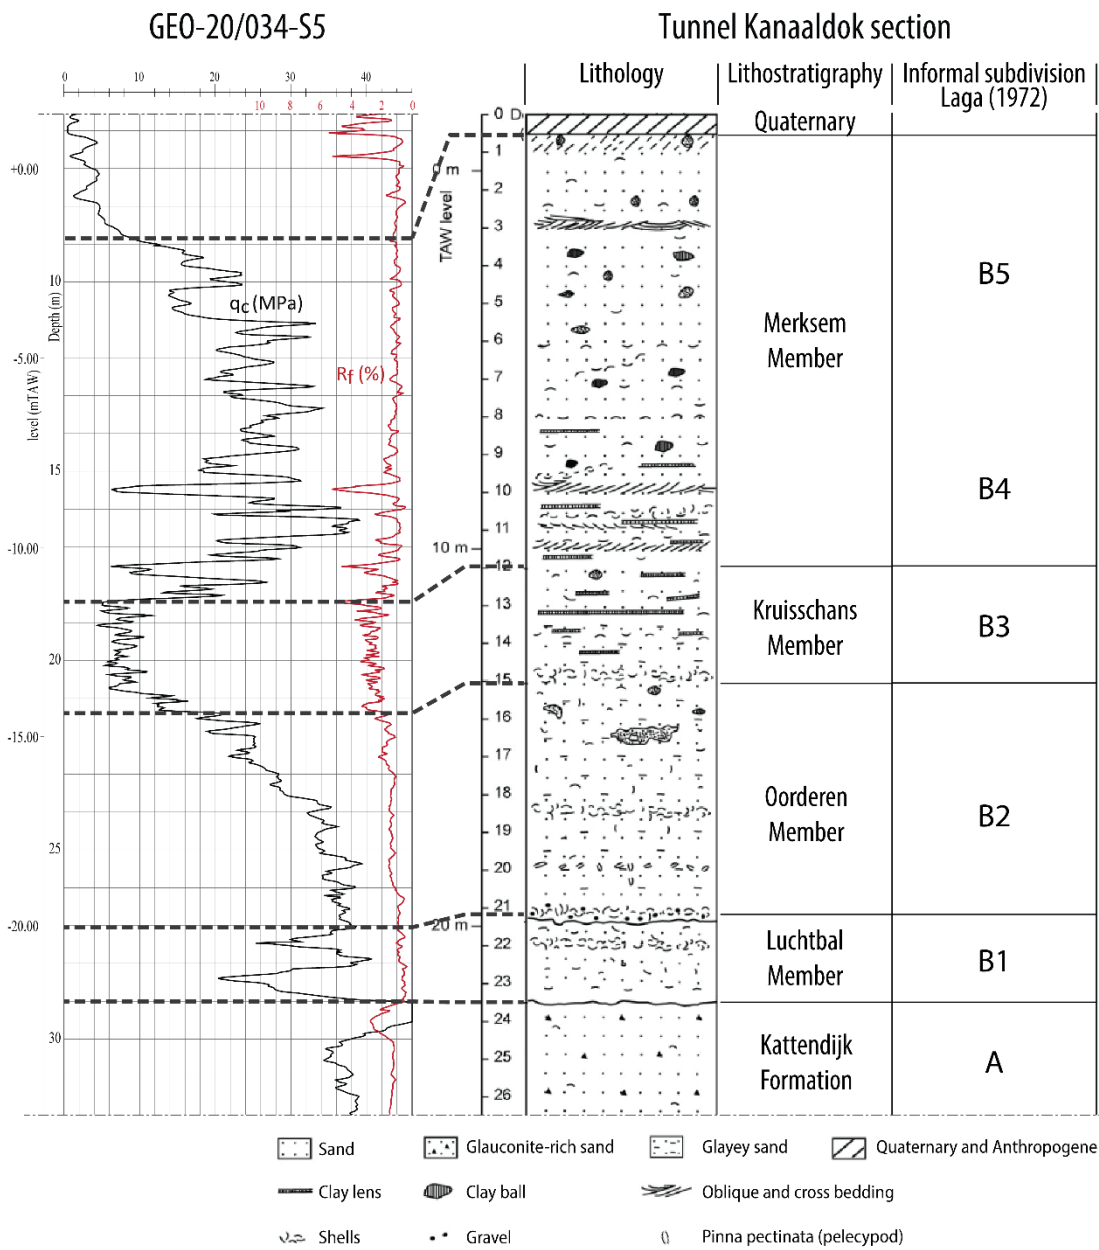 GEO-20/034-S5
Tunnel Kanaaldok section
0 10 20 30 40
10 8 6 4 2 0
Lithology
Lithostratigraphy
Informal subdivision
Laga (1972)
+0.00
10
Depth (m)
-5.00
level (mTAW)
15
-10.00
20
-15.00
25
-20.00
30
qc (MPa)
Rf (%)
0 D
1
0 m
2
TAW level
3
4
5
6
7
8
9
10
11
10 m
12
13
14
15
16
17
18
19
20
21
20 m
22
23
24
25
26
Quaternary
Merksem
Member
Kruisschans
Member
Oorderen
Member
Luchtbal
Member
Kattendijk
Formation
B5
B4
B3
B2
B1
A
Sand
Glauconite-rich sand
Glayey sand
Quaternary and Anthropogene
Clay lens
Clay ball
Oblique and cross bedding
Shells
Gravel
Pinna pectinata (pelecypod)